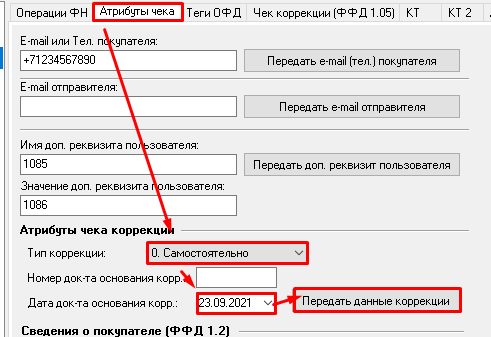 Операции ФН Атрибуты чека Теги ОФД Чек коррекции (ФФД 1.05) КТ КТ 2
E-mail или Тел. покупателя:
+71234567890 Передать e-mail (тел.) покупателя
E-mail отправителя:
Передать e-mail отправителя
Имя доп. реквизита пользователя:
1085 Передать доп. реквизит пользователя
Значение доп. реквизита пользователя:
1086
Атрибуты чека коррекции
Тип коррекции: 0. Самостоятельно
Номер док-та основания корр.:
Дата док-та основания корр.: 23.09.2021 Передать данные коррекции
Сведения о покупателе (ФФД 1.2)